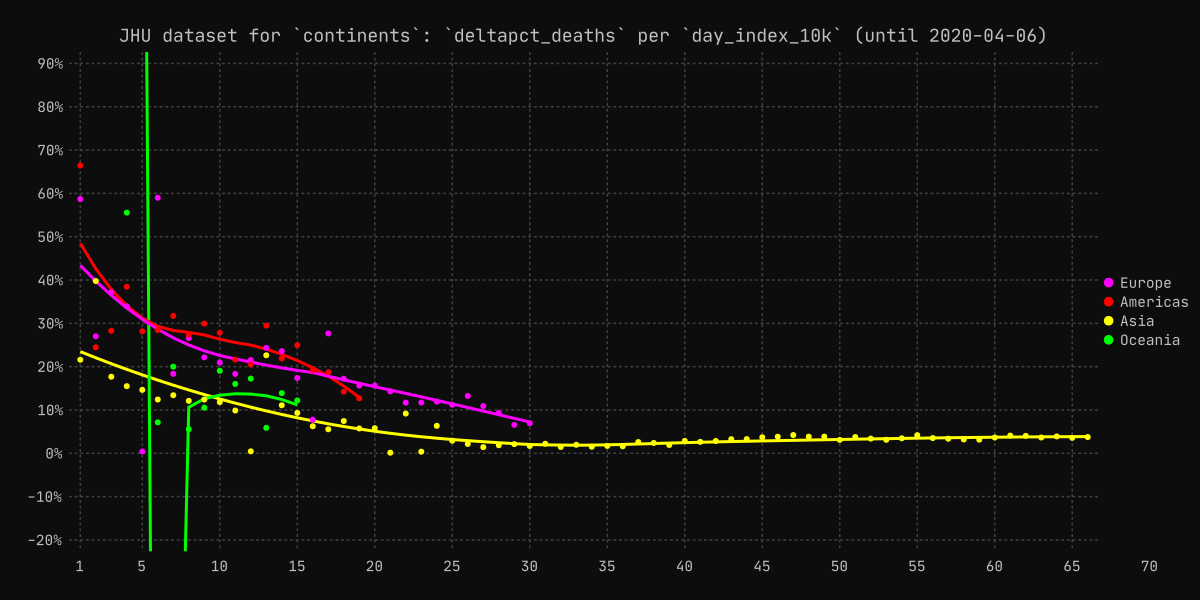 JHU dataset for `continents`: `deltapct_deaths` per `day_index_10k` (until 2020-04-06)
90%
80%
70%
60%
50%
40%
30%
20%
10%
0%
-10%
-20%
Europe
Americas
Asia
Oceania
1 5 10 15 20 25 30 35 40 45 50 55 60 65 70